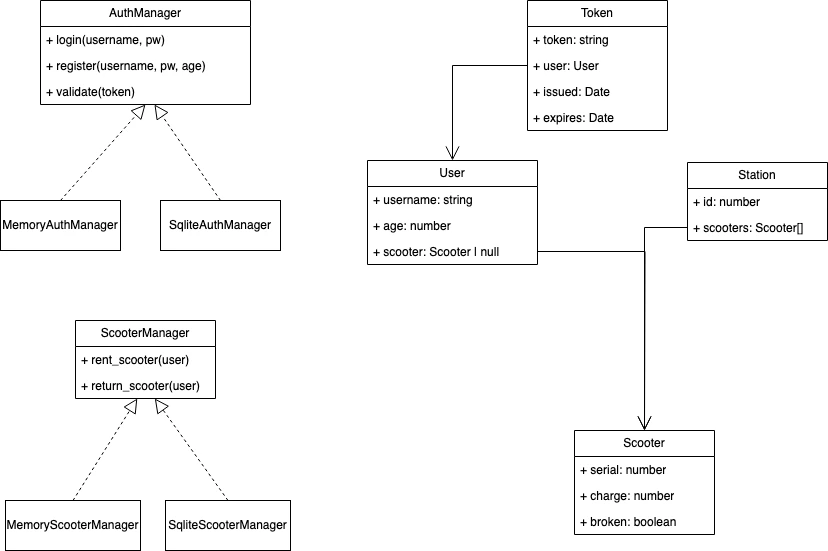 AuthManager
+ login(username, pw)
+ register(username, pw, age)
+ validate(token)
MemoryAuthManager
SqliteAuthManager
Token
+ token: string
+ user: User
+ issued: Date
+ expires: Date
User
+ username: string
+ age: number
+ scooter: Scooter | null
Station
+ id: number
+ scooters: Scooter[]
ScooterManager
+ rent_scooter(user)
+ return_scooter(user)
MemoryScooterManager
SqliteScooterManager
Scooter
+ serial: number
+ charge: number
+ broken: boolean